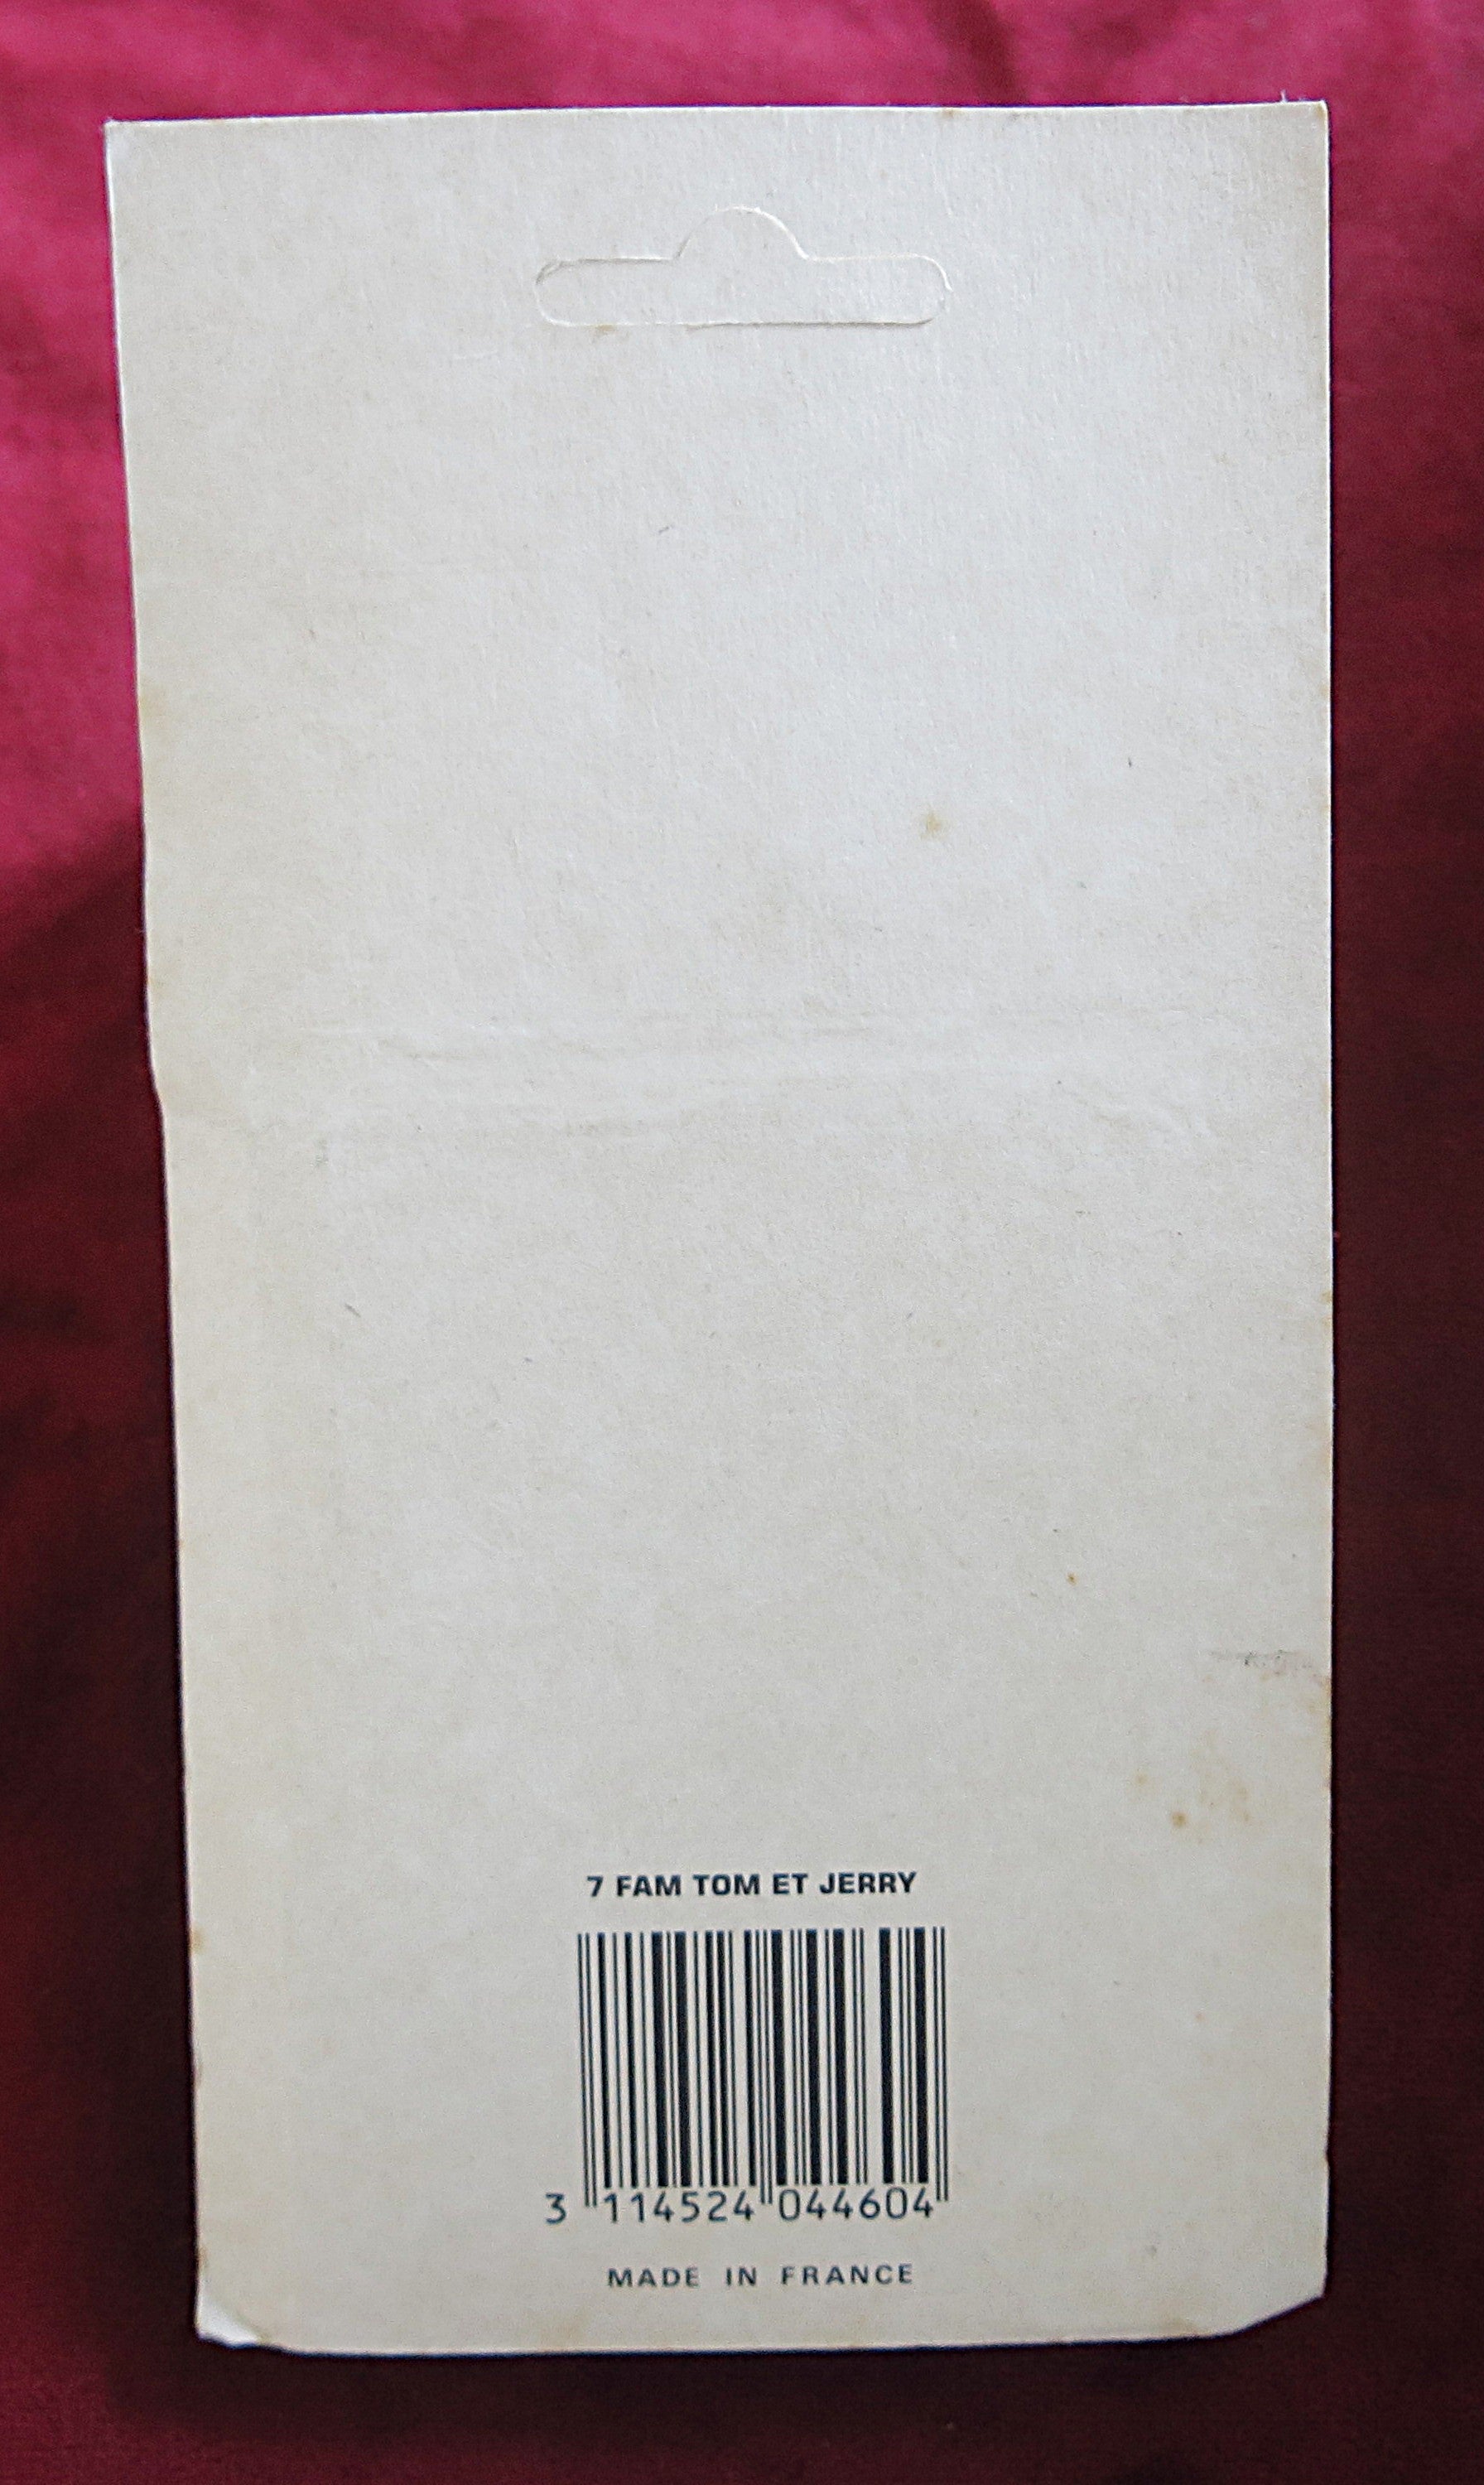 7 FAM TOM ET JERRY
3 114524 044604
MADE IN FRANCE